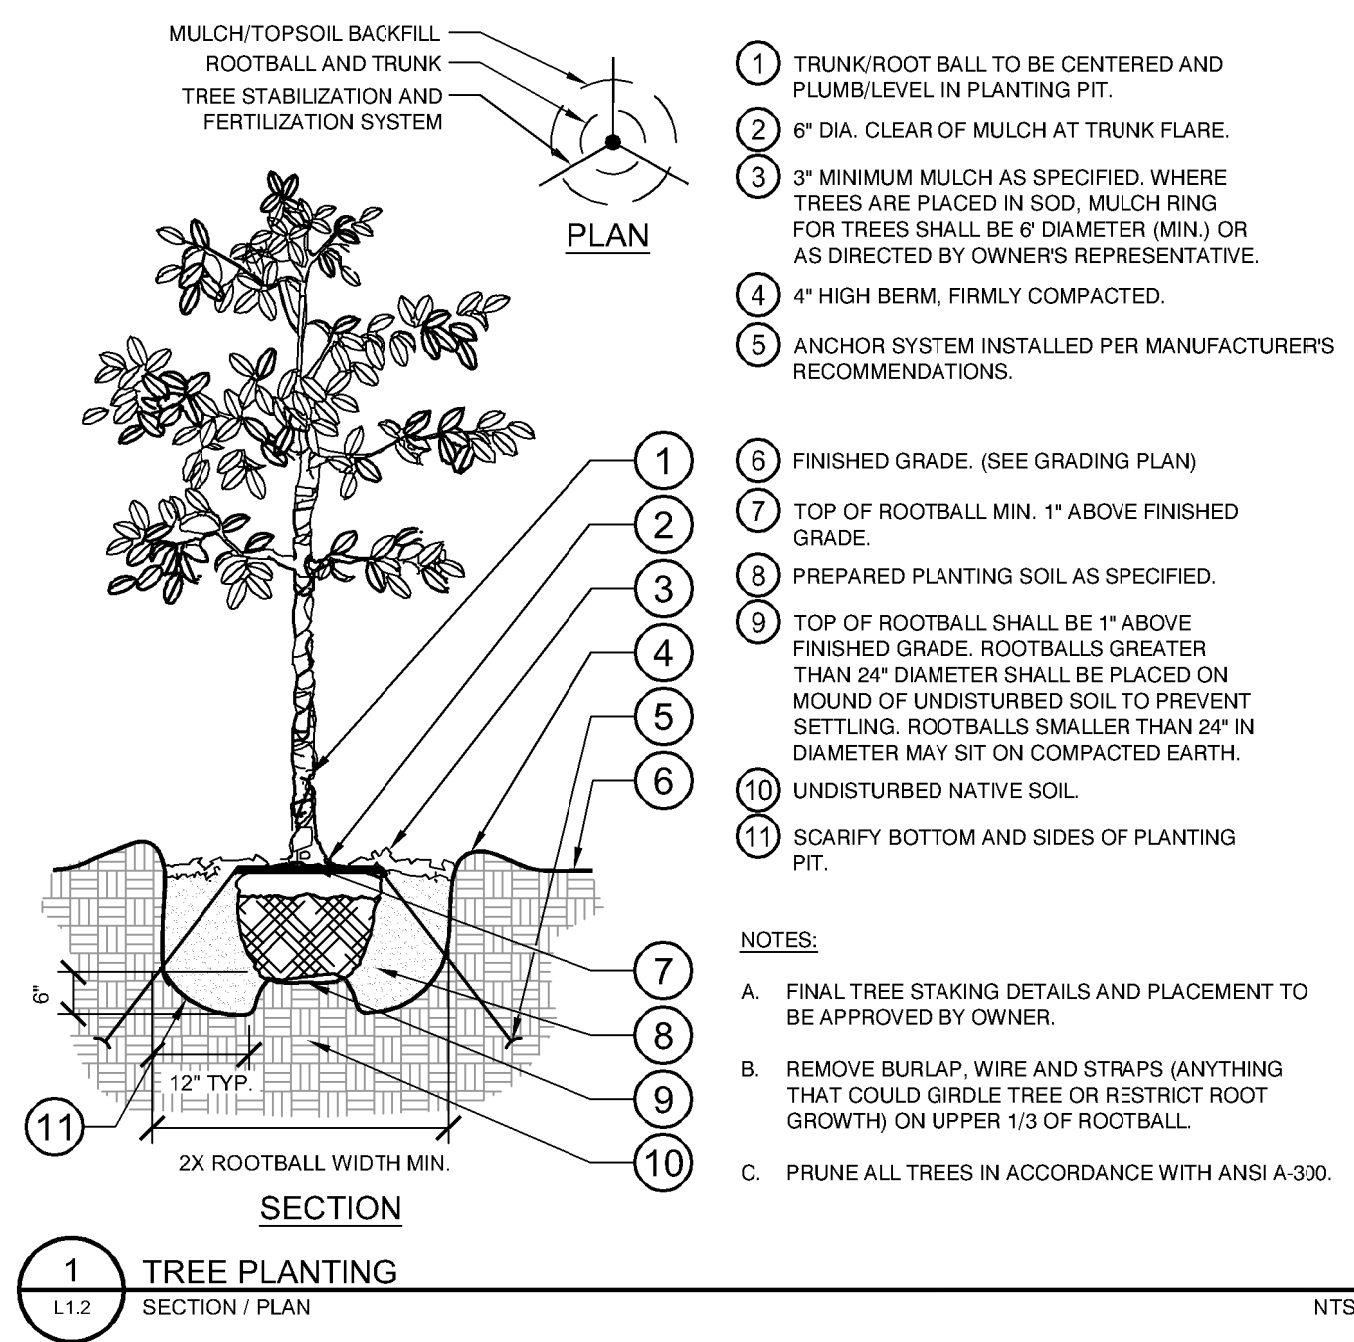 MULCH/TOPSOIL BACKFILL
ROOTBALL AND TRUNK
TREE STABILIZATION AND
FERTILIZATION SYSTEM
PLAN
1
2
3
4
5
6
7
8
9
10
11
6"
12" TYP.
2X ROOTBALL WIDTH MIN.
SECTION
1 TRUNK/ROOT BALL TO BE CENTERED AND
PLUMB/LEVEL IN PLANTING PIT.
2 6" DIA. CLEAR OF MULCH AT TRUNK FLARE.
3 3" MINIMUM MULCH AS SPECIFIED. WHERE
TREES ARE PLACED IN SOD, MULCH RING
FOR TREES SHALL BE 6' DIAMETER (MIN.) OR
AS DIRECTED BY OWNER'S REPRESENTATIVE.
4 4" HIGH BERM, FIRMLY COMPACTED.
5 ANCHOR SYSTEM INSTALLED PER MANUFACTURER'S
RECOMMENDATIONS.
6 FINISHED GRADE. (SEE GRADING PLAN)
7 TOP OF ROOTBALL MIN. 1" ABOVE FINISHED
GRADE.
8 PREPARED PLANTING SOIL AS SPECIFIED.
9 TOP OF ROOTBALL SHALL BE 1" ABOVE
FINISHED GRADE. ROOTBALLS GREATER
THAN 24" DIAMETER SHALL BE PLACED ON
MOUND OF UNDISTURBED SOIL TO PREVENT
SETTLING. ROOTBALLS SMALLER THAN 24" IN
DIAMETER MAY SIT ON COMPACTED EARTH.
10 UNDISTURBED NATIVE SOIL.
11 SCARIFY BOTTOM AND SIDES OF PLANTING
PIT.
NOTES:
A. FINAL TREE STAKING DETAILS AND PLACEMENT TO
BE APPROVED BY OWNER.
B. REMOVE BURLAP, WIRE AND STRAPS (ANYTHING
THAT COULD GIRDLE TREE OR RESTRICT ROOT
GROWTH) ON UPPER 1/3 OF ROOTBALL.
C. PRUNE ALL TREES IN ACCORDANCE WITH ANSI A-300.
1 TREE PLANTING
L1.2 SECTION / PLAN
NTS